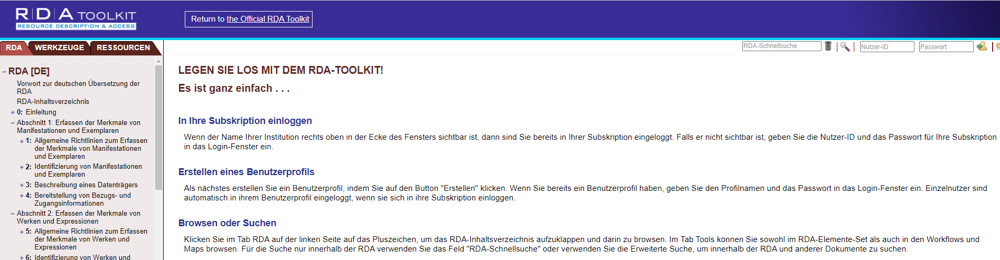 R|D|A TOOLKIT
RESOURCE DESCRIPTION & ACCESS
Return to the Official RDA Toolkit
RDA WERKZEUGE RESSOURCEN
RDA-Schnellsuche Nutzer-ID Passwort
RDA [DE]
Vorwort zur deutschen Übersetzung der
RDA
RDA-Inhaltsverzeichnis
0: Einleitung
Abschnitt 1: Erfassen der Merkmale von
Manifestationen und Exemplaren
1: Allgemeine Richtlinien zum Erfassen
der Merkmale von Manifestationen
und Exemplaren
2: Identifizierung von Manifestationen
und Exemplaren
3: Beschreibung eines Datenträgers
4: Bereitstellung von Bezugs- und
Zugangsinformationen
Abschnitt 2: Erfassen der Merkmale von
Werken und Expressionen
5: Allgemeine Richtlinien zum Erfassen
der Merkmale von Werken und
Expressionen
6: Identifizierung von Werken und
LEGEN SIE LOS MIT DEM RDA-TOOLKIT!
Es ist ganz einfach . . .
In Ihre Subskription einloggen
Wenn der Name Ihrer Institution rechts oben in der Ecke des Fensters sichtbar ist, dann sind Sie bereits in Ihrer Subskription eingeloggt. Falls er nicht sichtbar ist, geben Sie die Nutzer-ID und das Passwort für Ihre Subskription
in das Login-Fenster ein.
Erstellen eines Benutzerprofils
Als nächstes erstellen Sie ein Benutzerprofil, indem Sie auf den Button "Erstellen" klicken. Wenn Sie bereits ein Benutzerprofil haben, geben Sie den Profilnamen und das Passwort in das Login-Fenster ein. Einzelnutzer sind
automatisch in ihrem Benutzerprofil eingeloggt, wenn sie sich in ihre Subskription einloggen.
Browsen oder Suchen
Klicken Sie im Tab RDA auf der linken Seite auf das Pluszeichen, um das RDA-Inhaltsverzeichnis aufzuklappen und darin zu browsen. Im Tab Tools können Sie sowohl im RDA-Elemente-Set als auch in den Workflows und
Maps browsen. Für die Suche nur innerhalb der RDA verwenden Sie das Feld "RDA-Schnellsuche" oder verwenden Sie die Erweiterte Suche, um innerhalb der RDA und anderer Dokumente zu suchen.